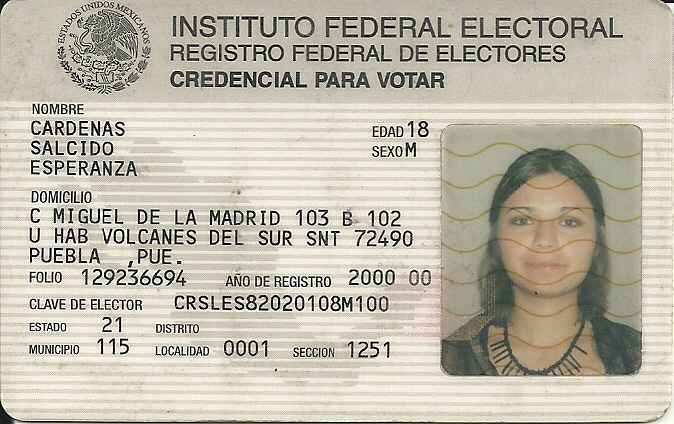 ESTADOS UNIDOS MEXICANOS
INSTITUTO FEDERAL ELECTORAL
REGISTRO FEDERAL DE ELECTORES
CREDENCIAL PARA VOTAR
NOMBRE
CARDENAS
SALCIDO
ESPERANZA
EDAD 18
SEXO M
DOMICILIO
C MIGUEL DE LA MADRID 103 B 102
U HAB VOLCANES DEL SUR SNT 72490
PUEBLA ,PUE.
FOLIO 129236694 AÑO DE REGISTRO 2000 00
CLAVE DE ELECTOR CRSLES82020108M100
ESTADO 21 DISTRITO
MUNICIPIO 115 LOCALIDAD 0001 SECCION 1251